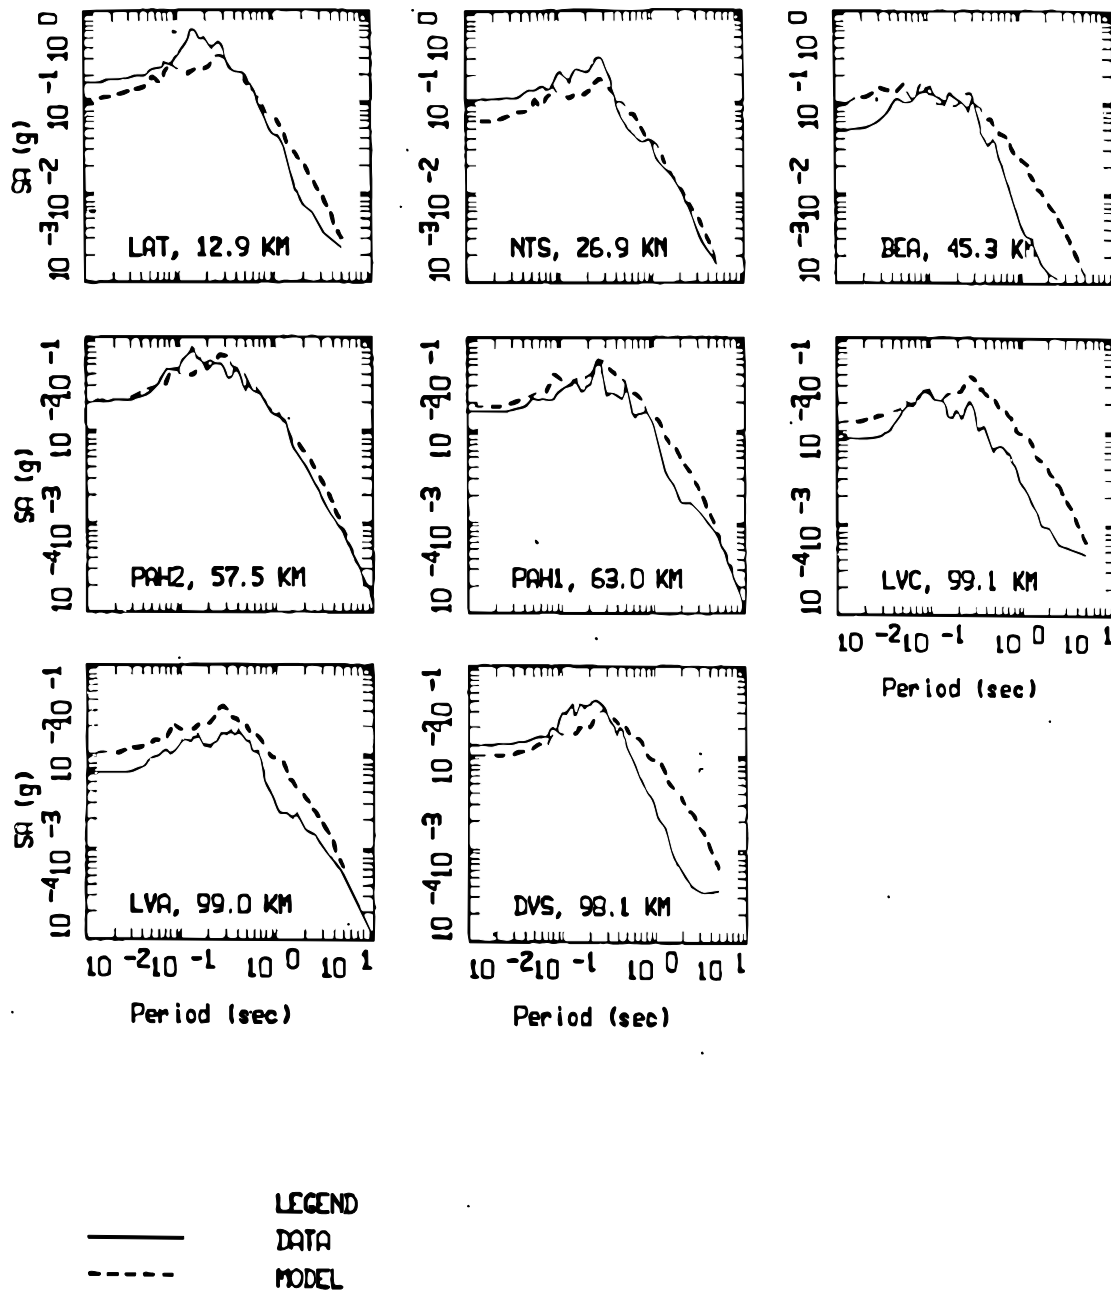 SA (g)
10 -3 10 -2 10 -1 10 0
LAT, 12.9 KM
10 -3 10 -2 10 -1 10 0
NTS, 26.9 KN
10 -3 10 -2 10 -1 10 0
BEA, 45.3 KM
SA (g)
10 -4 10 -3 10 -2 10 -1
PAH2, 57.5 KM
10 -4 10 -3 10 -2 10 -1
PAH1, 63.0 KM
10 -4 10 -3 10 -2 10 -1
LVC, 99.1 KM
10 -2 10 -1 10 0 10 1
Period (sec)
SA (g)
10 -4 10 -3 10 -2 10 -1
LVA, 99.0 KM
10 -2 10 -1 10 0 10 1
Period (sec)
10 -4 10 -3 10 -2 10 -1
DVS, 98.1 KM
10 -2 10 -1 10 0 10 1
Period (sec)
LEGEND
DATA
MODEL